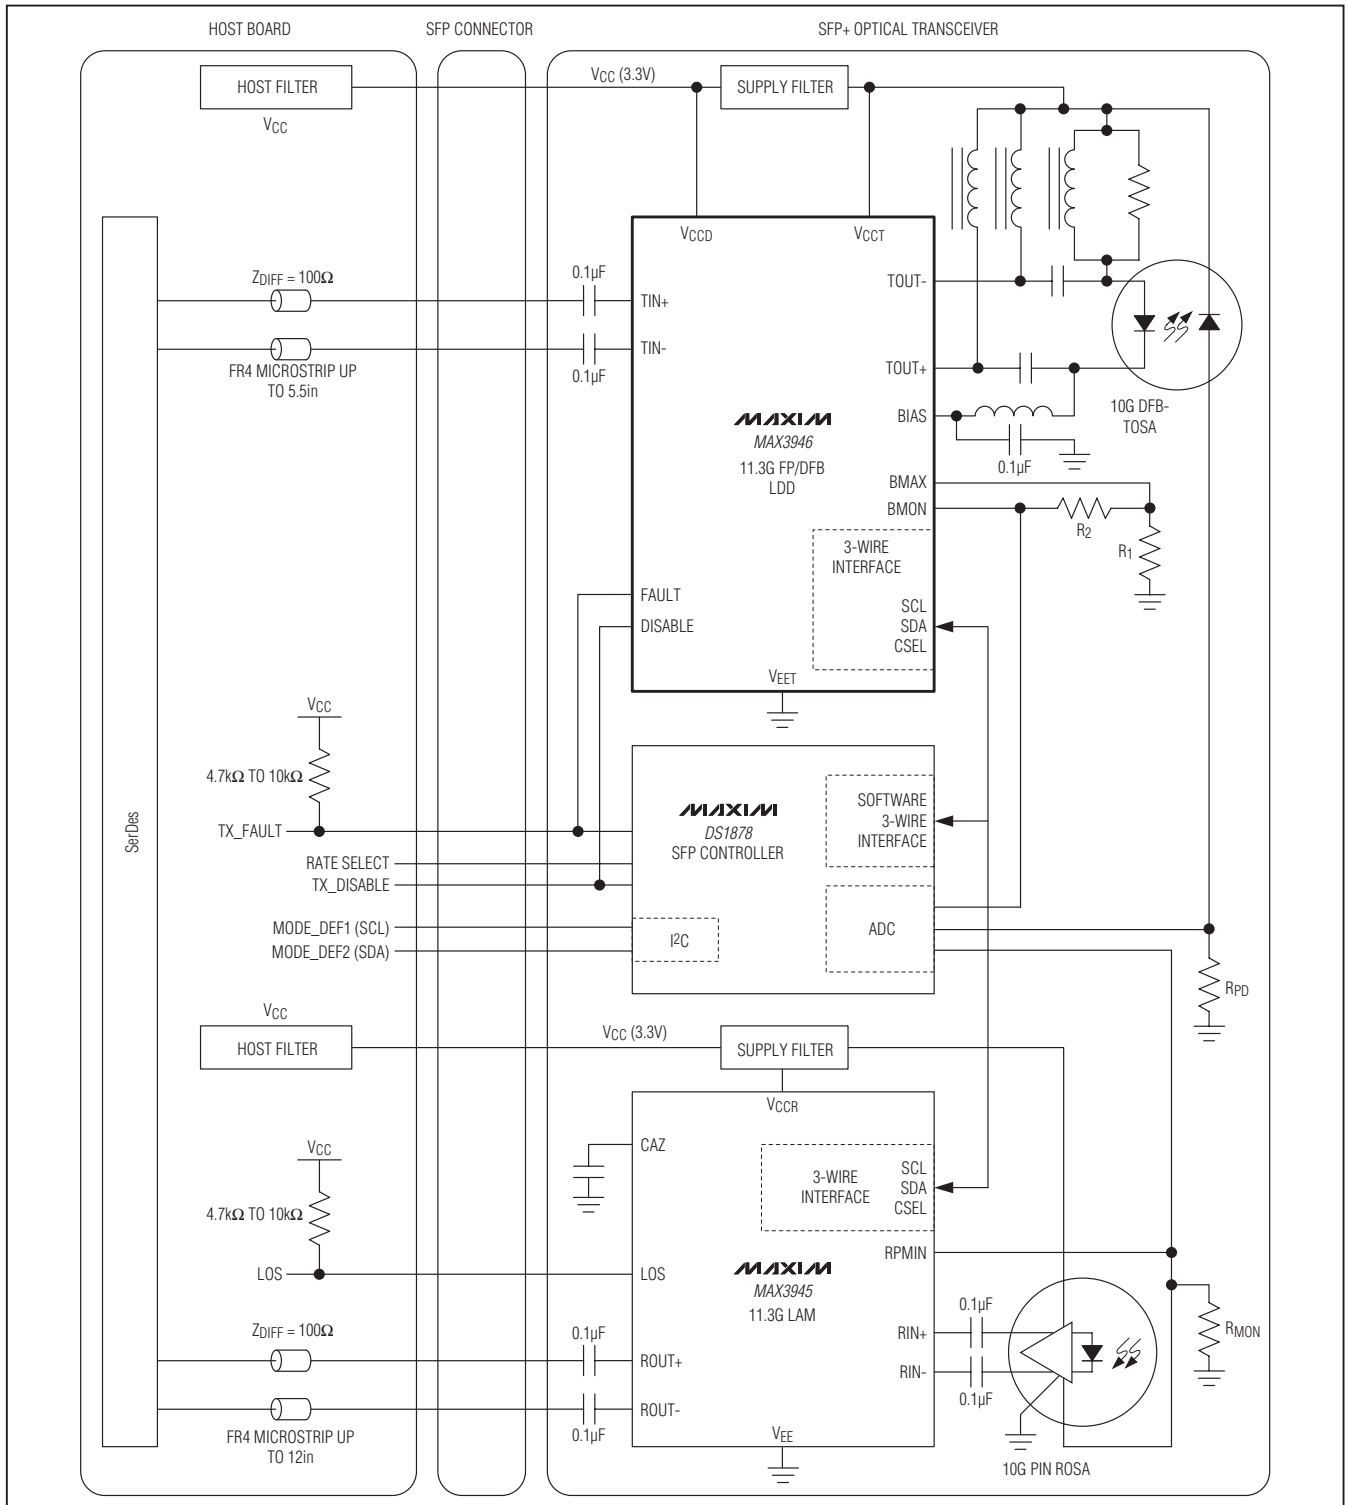 HOST BOARD
SFP CONNECTOR
SFP+ OPTICAL TRANSCEIVER
HOST FILTER
VCC
VCC (3.3V)
SUPPLY FILTER
VCCD
VCCT
ZDIFF = 100Ω
0.1µF
TIN+
TIN-
0.1µF
FR4 MICROSTRIP UP
TO 5.5in
TOUT-
TOUT+
BIAS
0.1µF
10G DFB-
TOSA
MAXIM
MAX3946
11.3G FP/DFB
LDD
BMAX
BMON
R2
R1
3-WIRE
INTERFACE
SCL
SDA
CSEL
FAULT
DISABLE
VEET
VCC
4.7kΩ TO 10kΩ
TX_FAULT
RATE SELECT
TX_DISABLE
MODE_DEF1 (SCL)
MODE_DEF2 (SDA)
SerDes
MAXIM
DS1878
SFP CONTROLLER
SOFTWARE
3-WIRE
INTERFACE
I2C
ADC
RPD
VCC
HOST FILTER
VCC (3.3V)
SUPPLY FILTER
VCCR
CAZ
3-WIRE
INTERFACE
SCL
SDA
CSEL
VCC
4.7kΩ TO 10kΩ
LOS
LOS
RPMIN
MAXIM
MAX3945
11.3G LAM
0.1µF
RIN+
RIN-
0.1µF
RMON
ZDIFF = 100Ω
0.1µF
ROUT+
ROUT-
0.1µF
FR4 MICROSTRIP UP
TO 12in
VEE
10G PIN ROSA